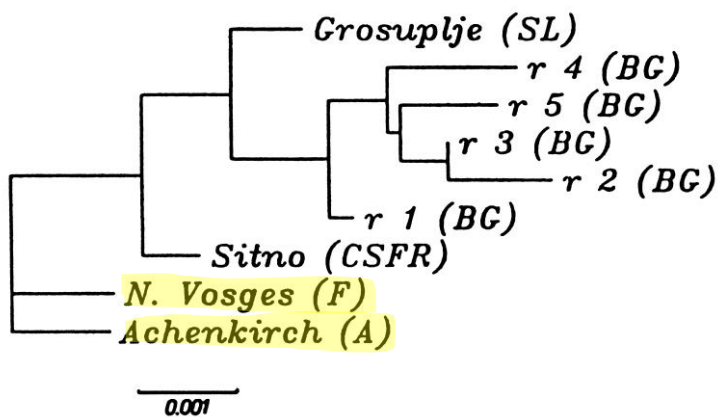 Grosuplje (SL)
r 4 (BG)
r 5 (BG)
r 3 (BG)
r 2 (BG)
r 1 (BG)
Sitno (CSFR)
N. Vosges (F)
Achenkirch (A)
0.001